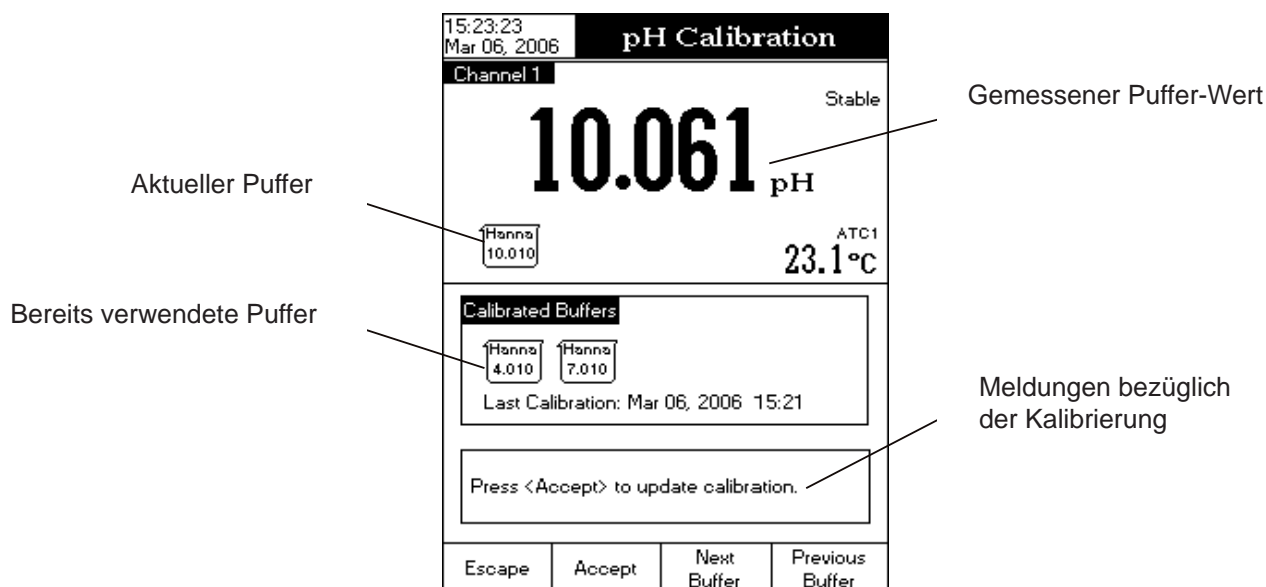 15:23:23
Mar 06, 2006
pH Calibration
Channel 1
Stable
10.061 pH
Gemessener Puffer-Wert
Aktueller Puffer
Hanna
10.010
ATC1
23.1°C
Bereits verwendete Puffer
Calibrated Buffers
Hanna
4.010
Hanna
7.010
Last Calibration: Mar 06, 2006 15:21
Meldungen bezüglich
der Kalibrierung
Press <Accept> to update calibration.
Escape
Accept
Next
Buffer
Previous
Buffer